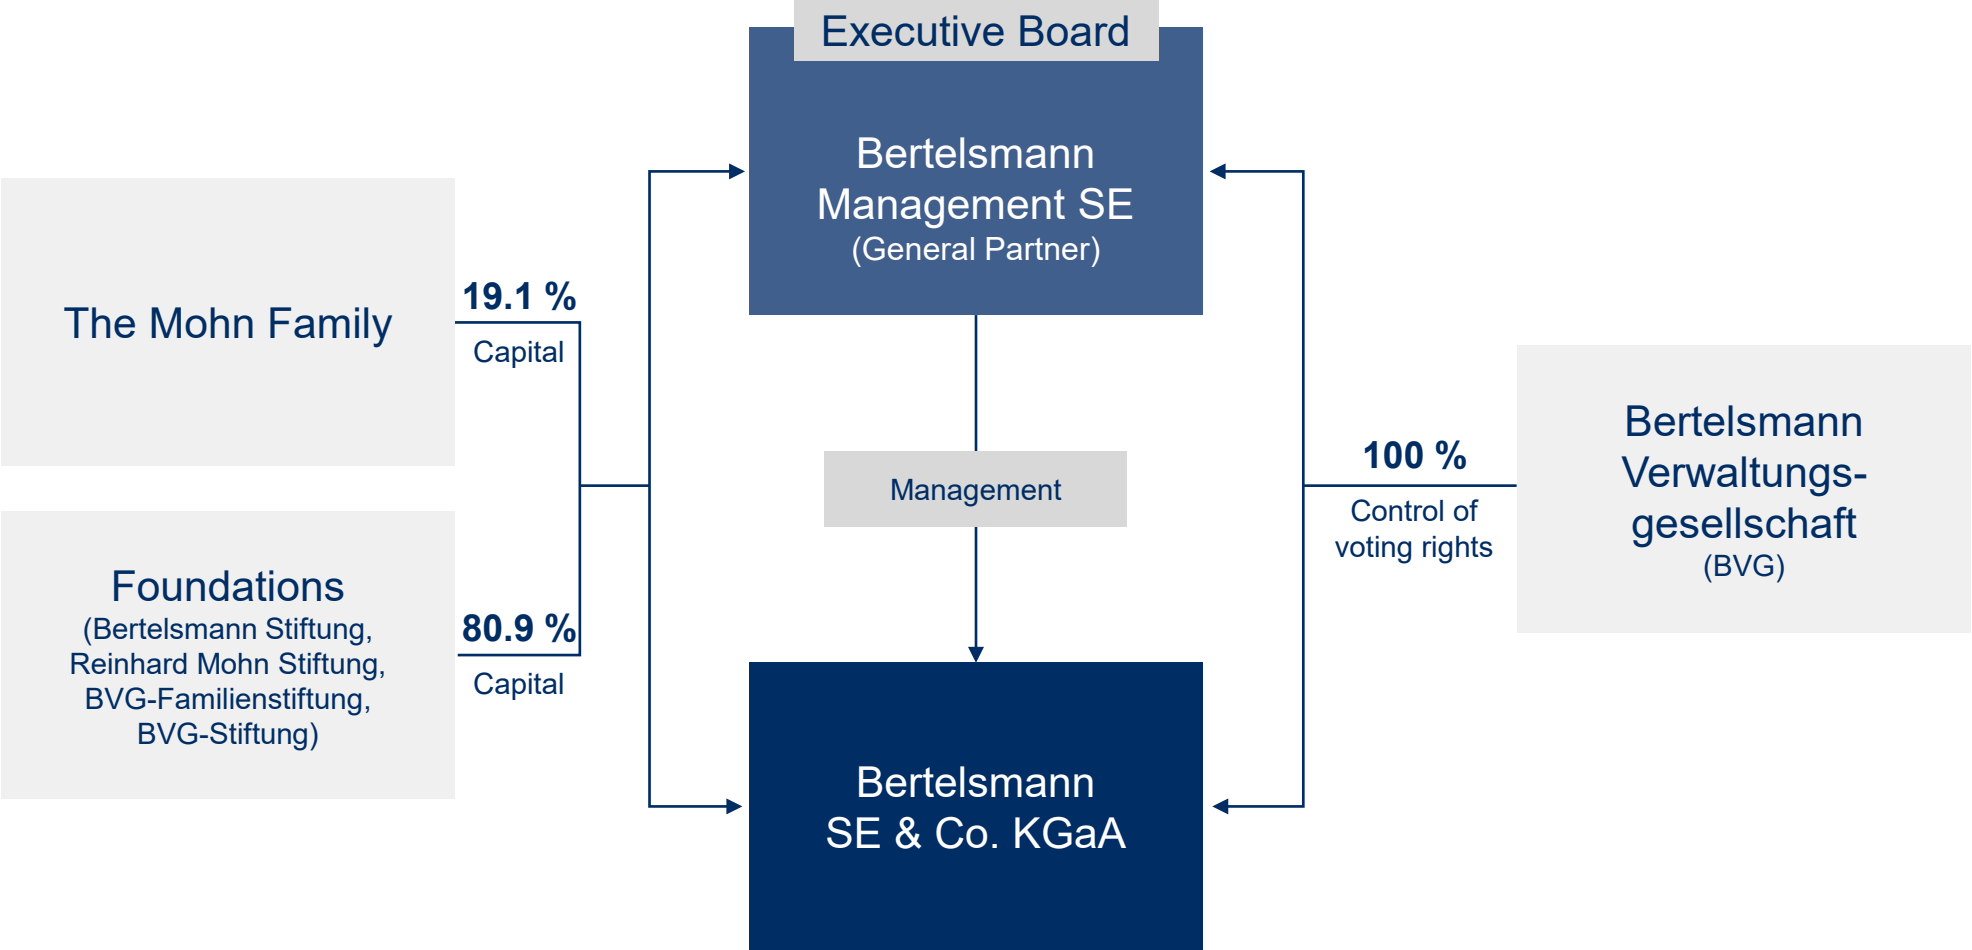 Executive Board
Bertelsmann
Management SE
(General Partner)
The Mohn Family
19.1 %
Capital
Foundations
(Bertelsmann Stiftung,
Reinhard Mohn Stiftung,
BVG-Familienstiftung,
BVG-Stiftung)
80.9 %
Capital
Management
100 %
Control of
voting rights
Bertelsmann
Verwaltungs-
gesellschaft
(BVG)
Bertelsmann
SE & Co. KGaA